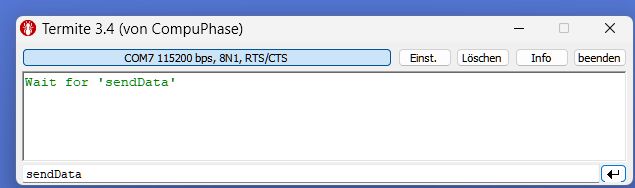 Termite 3.4 (von CompuPhase)
COM7 115200 bps, 8N1, RTS/CTS Einst. Löschen Info beenden
Wait for 'sendData'
sendData